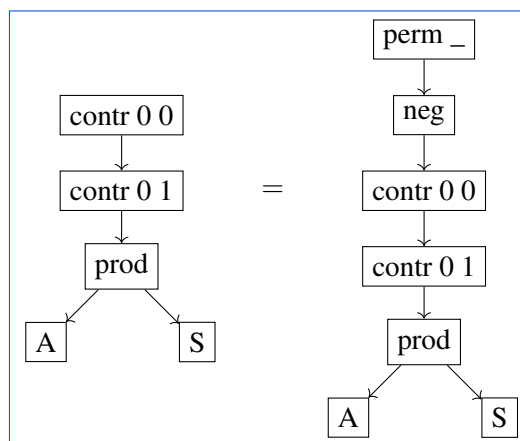 perm _
neg
contr 0 0
contr 0 0
contr 0 1
=
contr 0 1
prod
prod
A
S
A
S